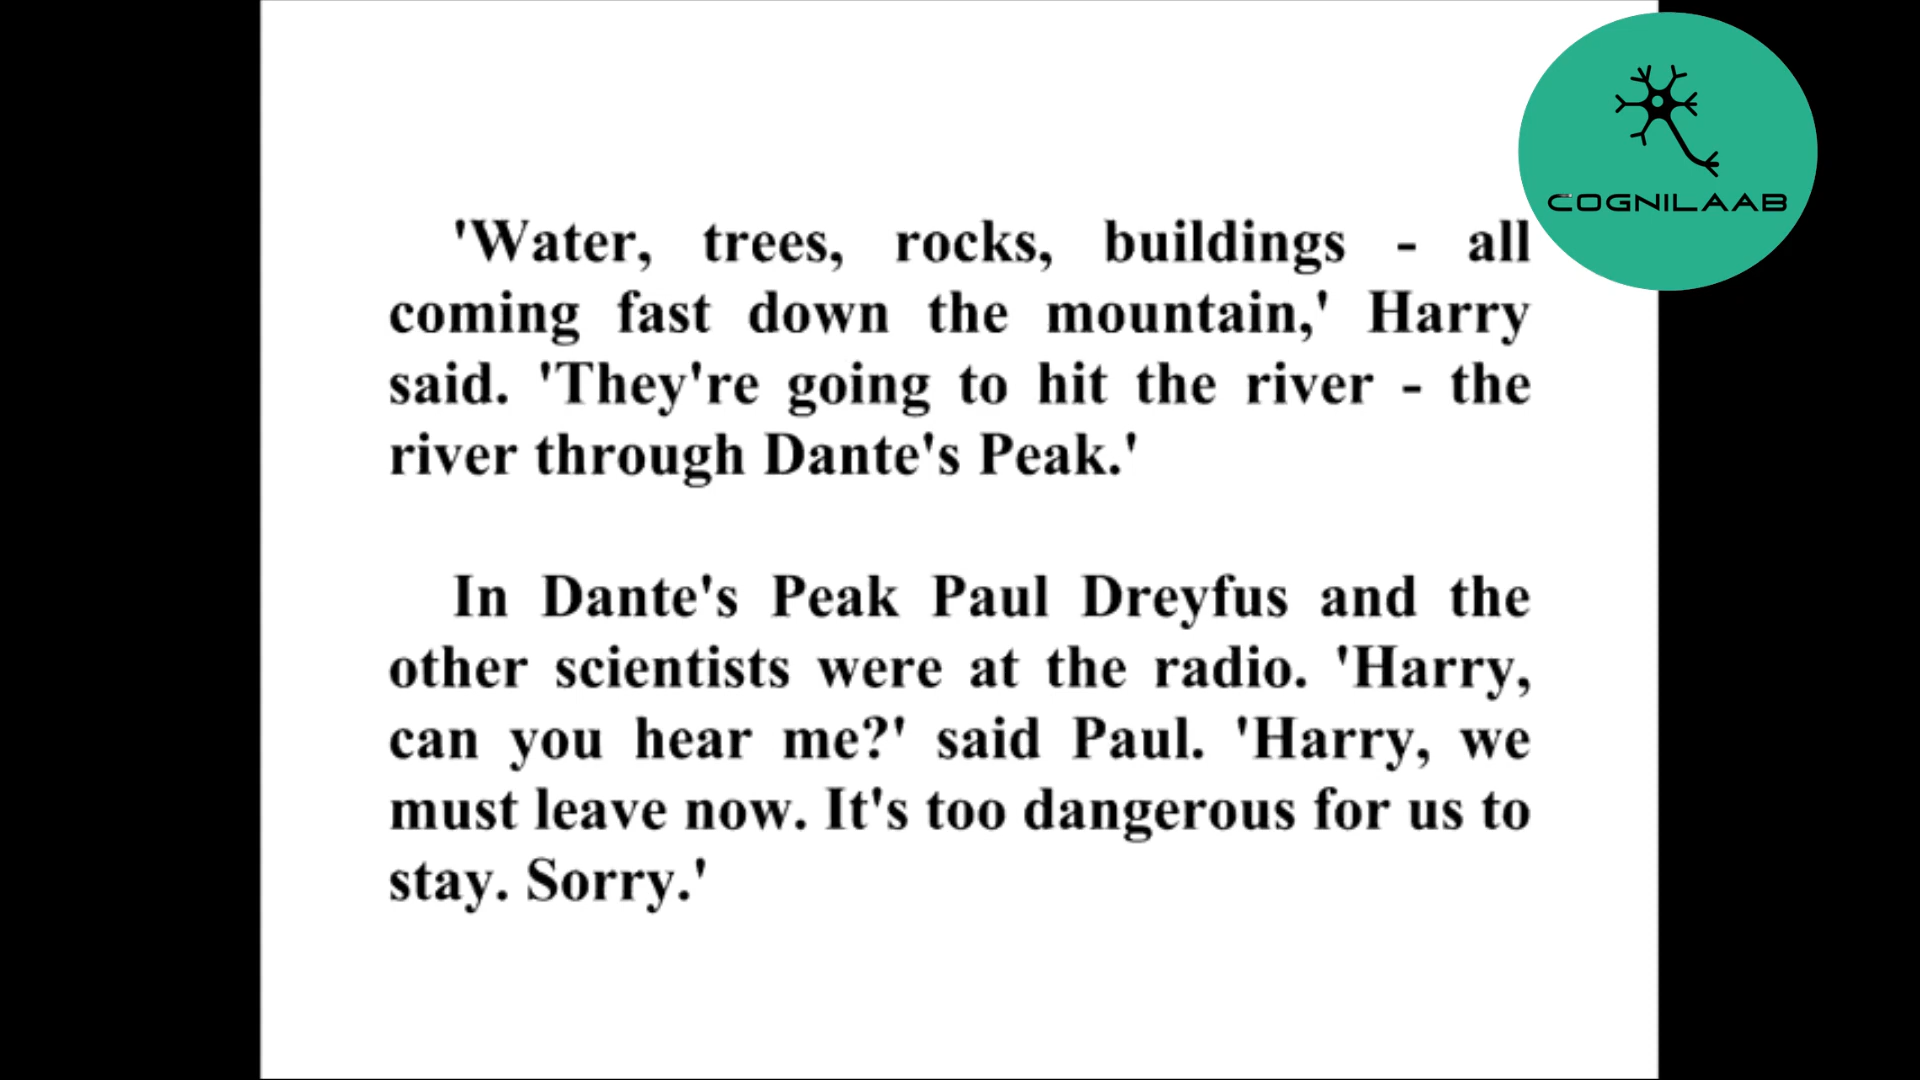 COGNILAAB
'Water, trees, rocks, buildings - all
coming fast down the mountain,' Harry
said. 'They're going to hit the river - the
river through Dante's Peak.'
In Dante's Peak Paul Dreyfus and the
other scientists were at the radio. 'Harry,
can you hear me?' said Paul. 'Harry, we
must leave now. It's too dangerous for us to
stay. Sorry.'